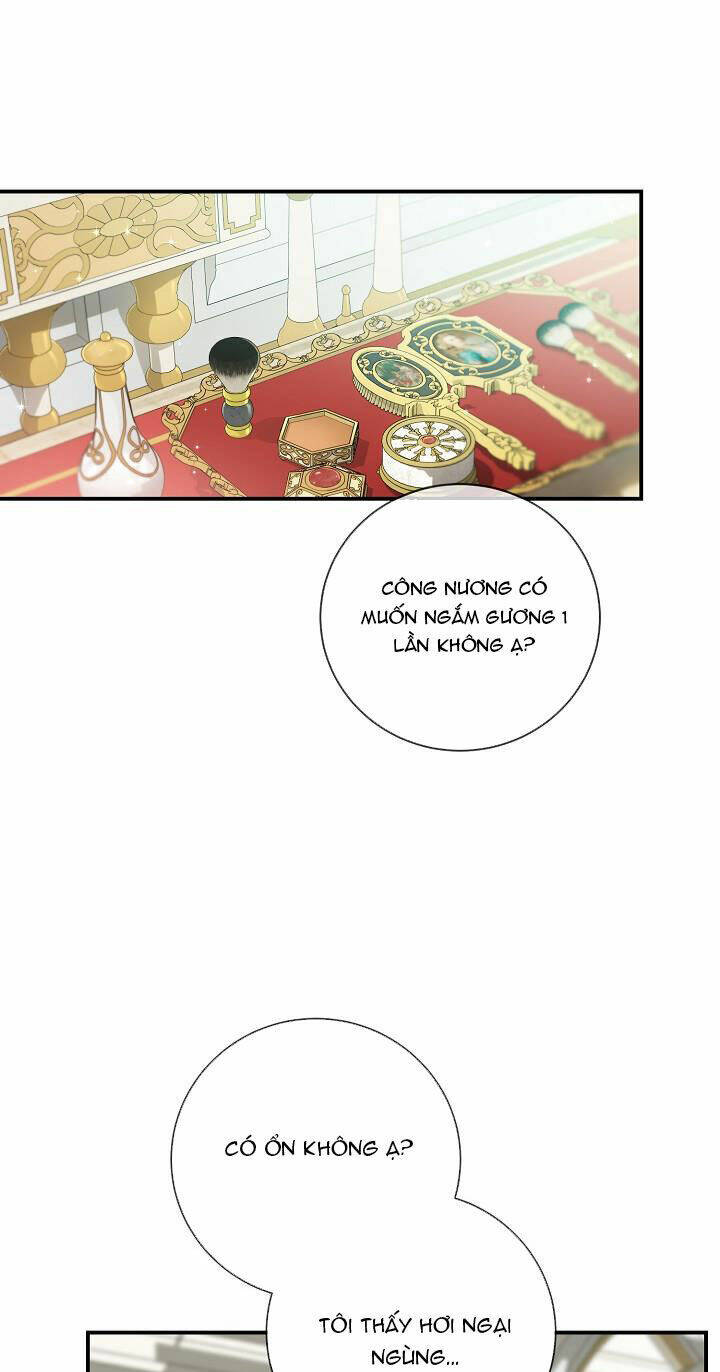 CÔNG NƯƠNG CÓ
MUỐN NGẮM GƯƠNG 1
LẦN KHÔNG Ạ?
CÓ ỔN KHÔNG Ạ?
TÔI THẤY HƠI NGẠI
NGÙNG...